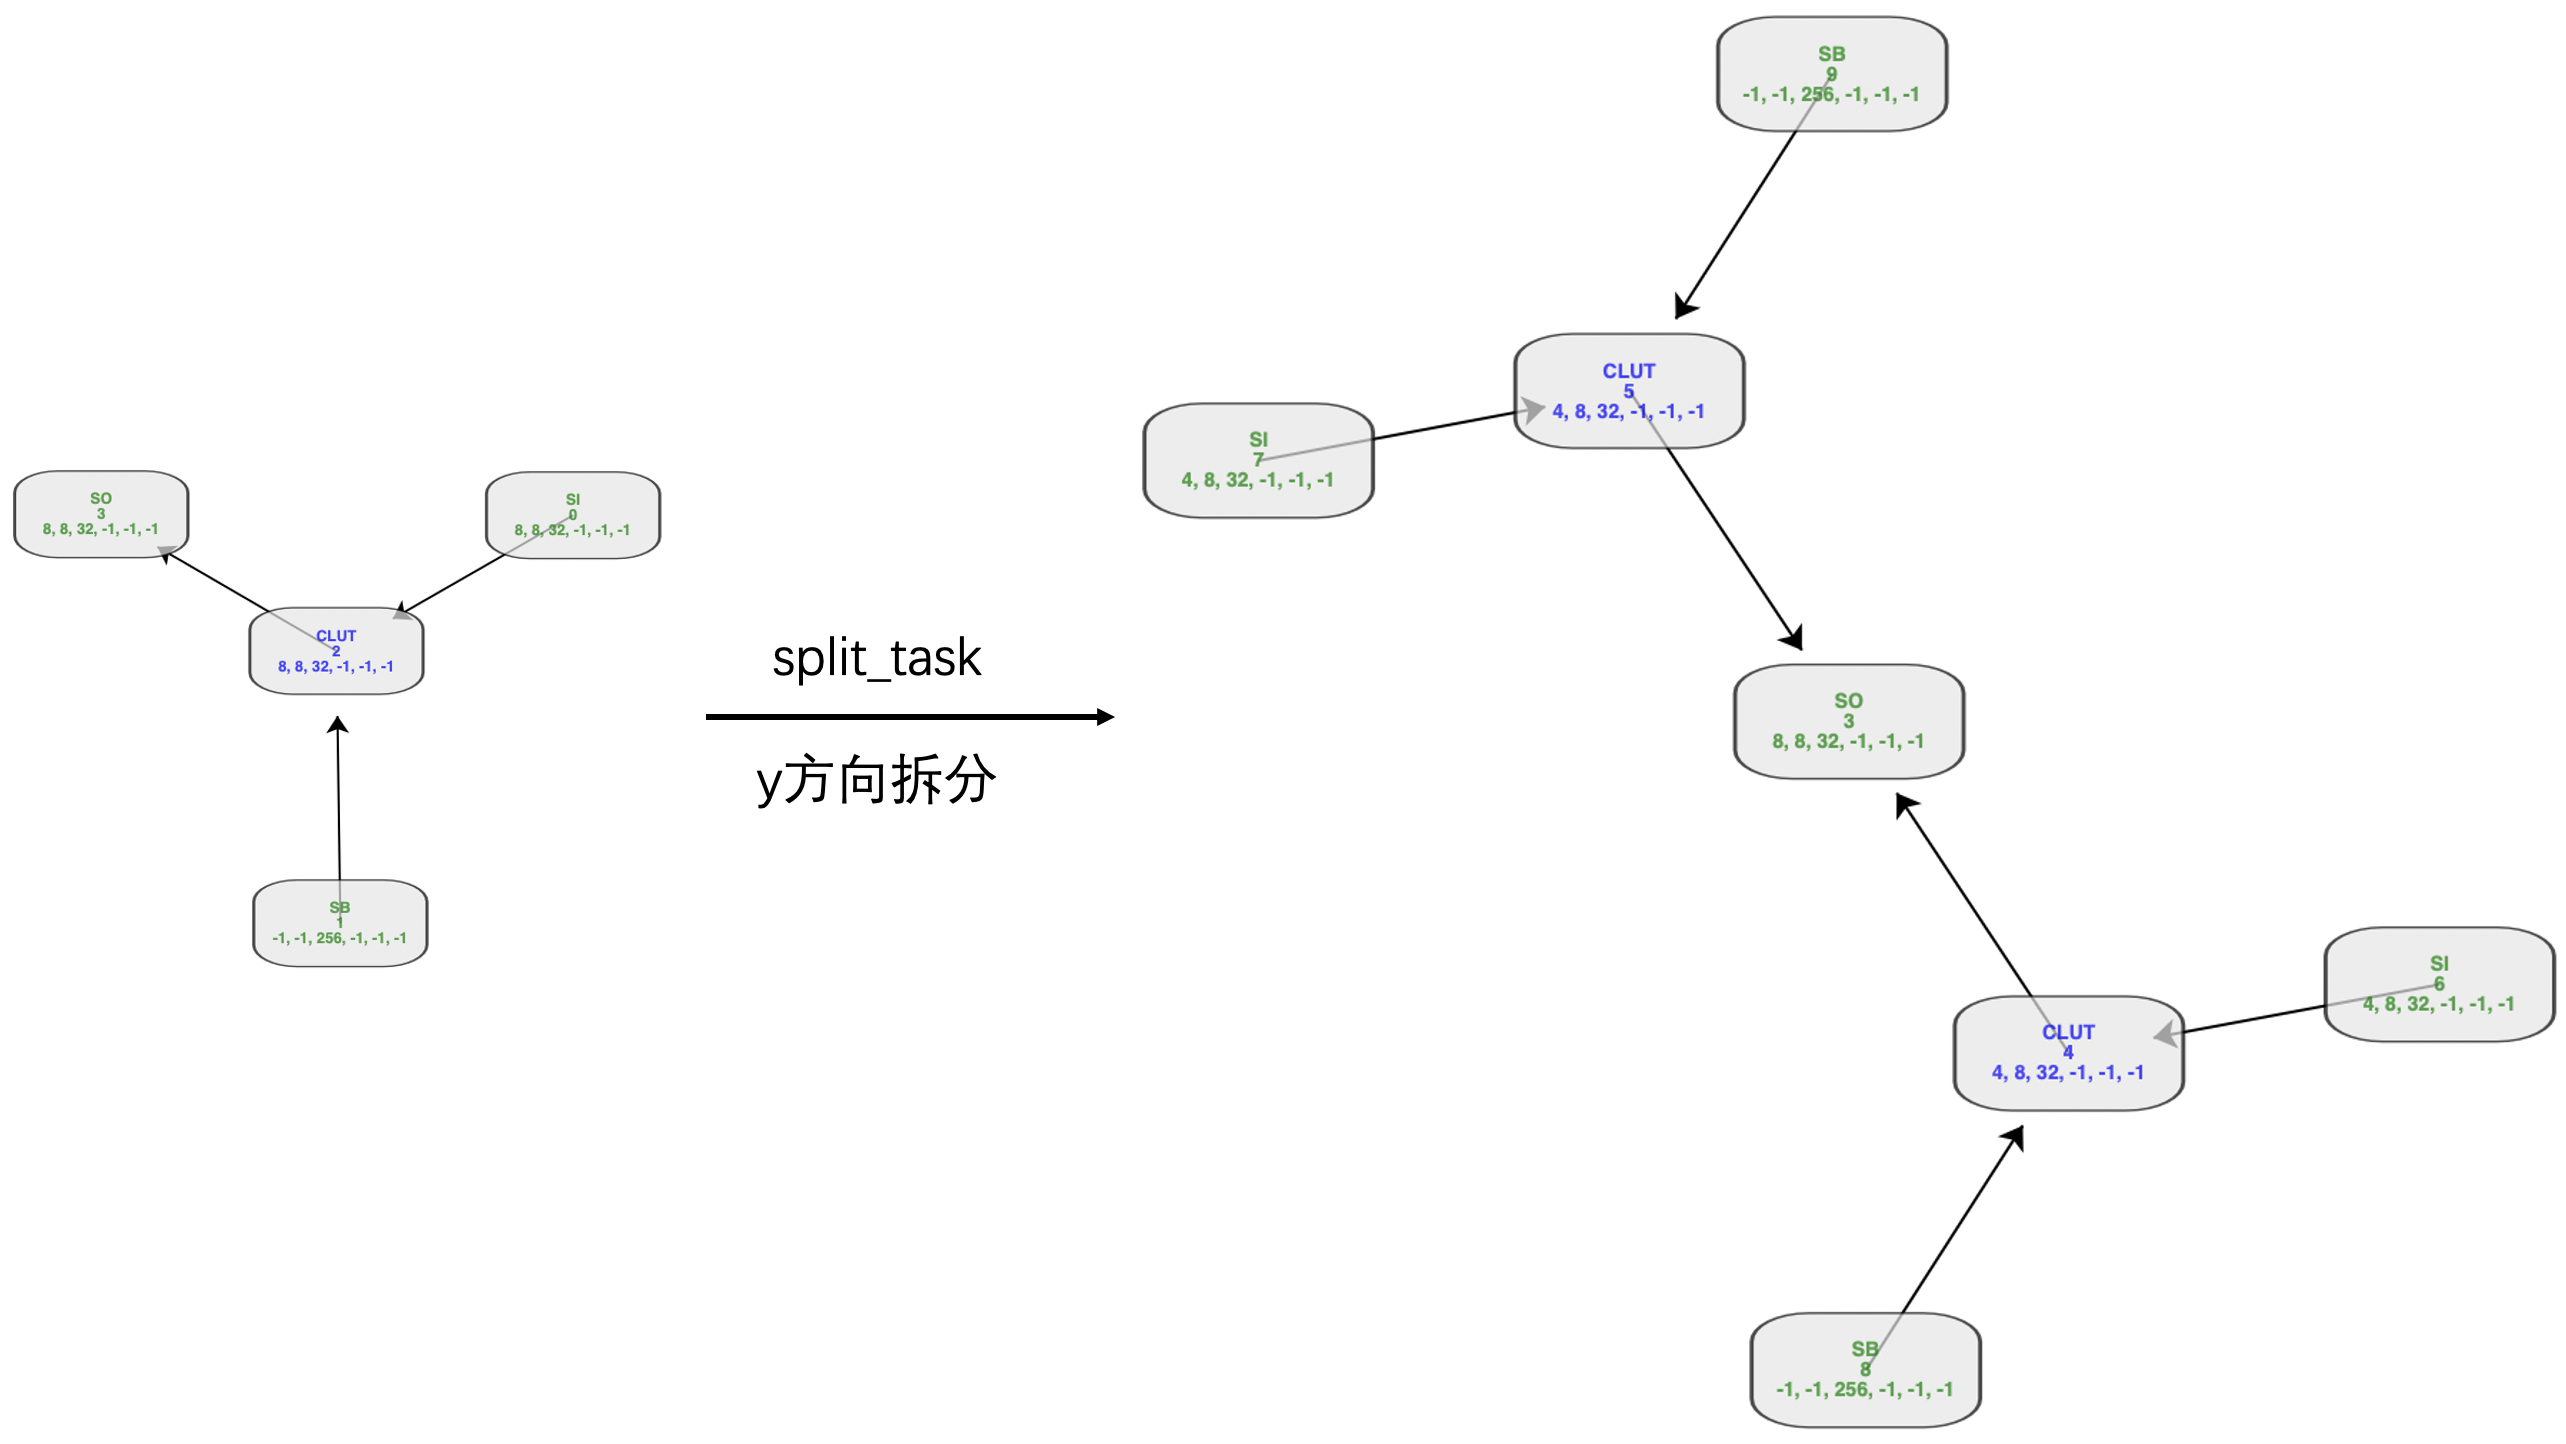 SO
3
8, 8, 32, -1, -1, -1
SI
0
8, 8, 32, -1, -1, -1
CLUT
2
8, 8, 32, -1, -1, -1
SB
1
-1, -1, 256, -1, -1, -1
split_task
y方向拆分
SB
9
-1, -1, 256, -1, -1, -1
CLUT
5
4, 8, 32, -1, -1, -1
SI
7
4, 8, 32, -1, -1, -1
SO
3
8, 8, 32, -1, -1, -1
SI
6
4, 8, 32, -1, -1, -1
CLUT
4
4, 8, 32, -1, -1, -1
SB
8
-1, -1, 256, -1, -1, -1